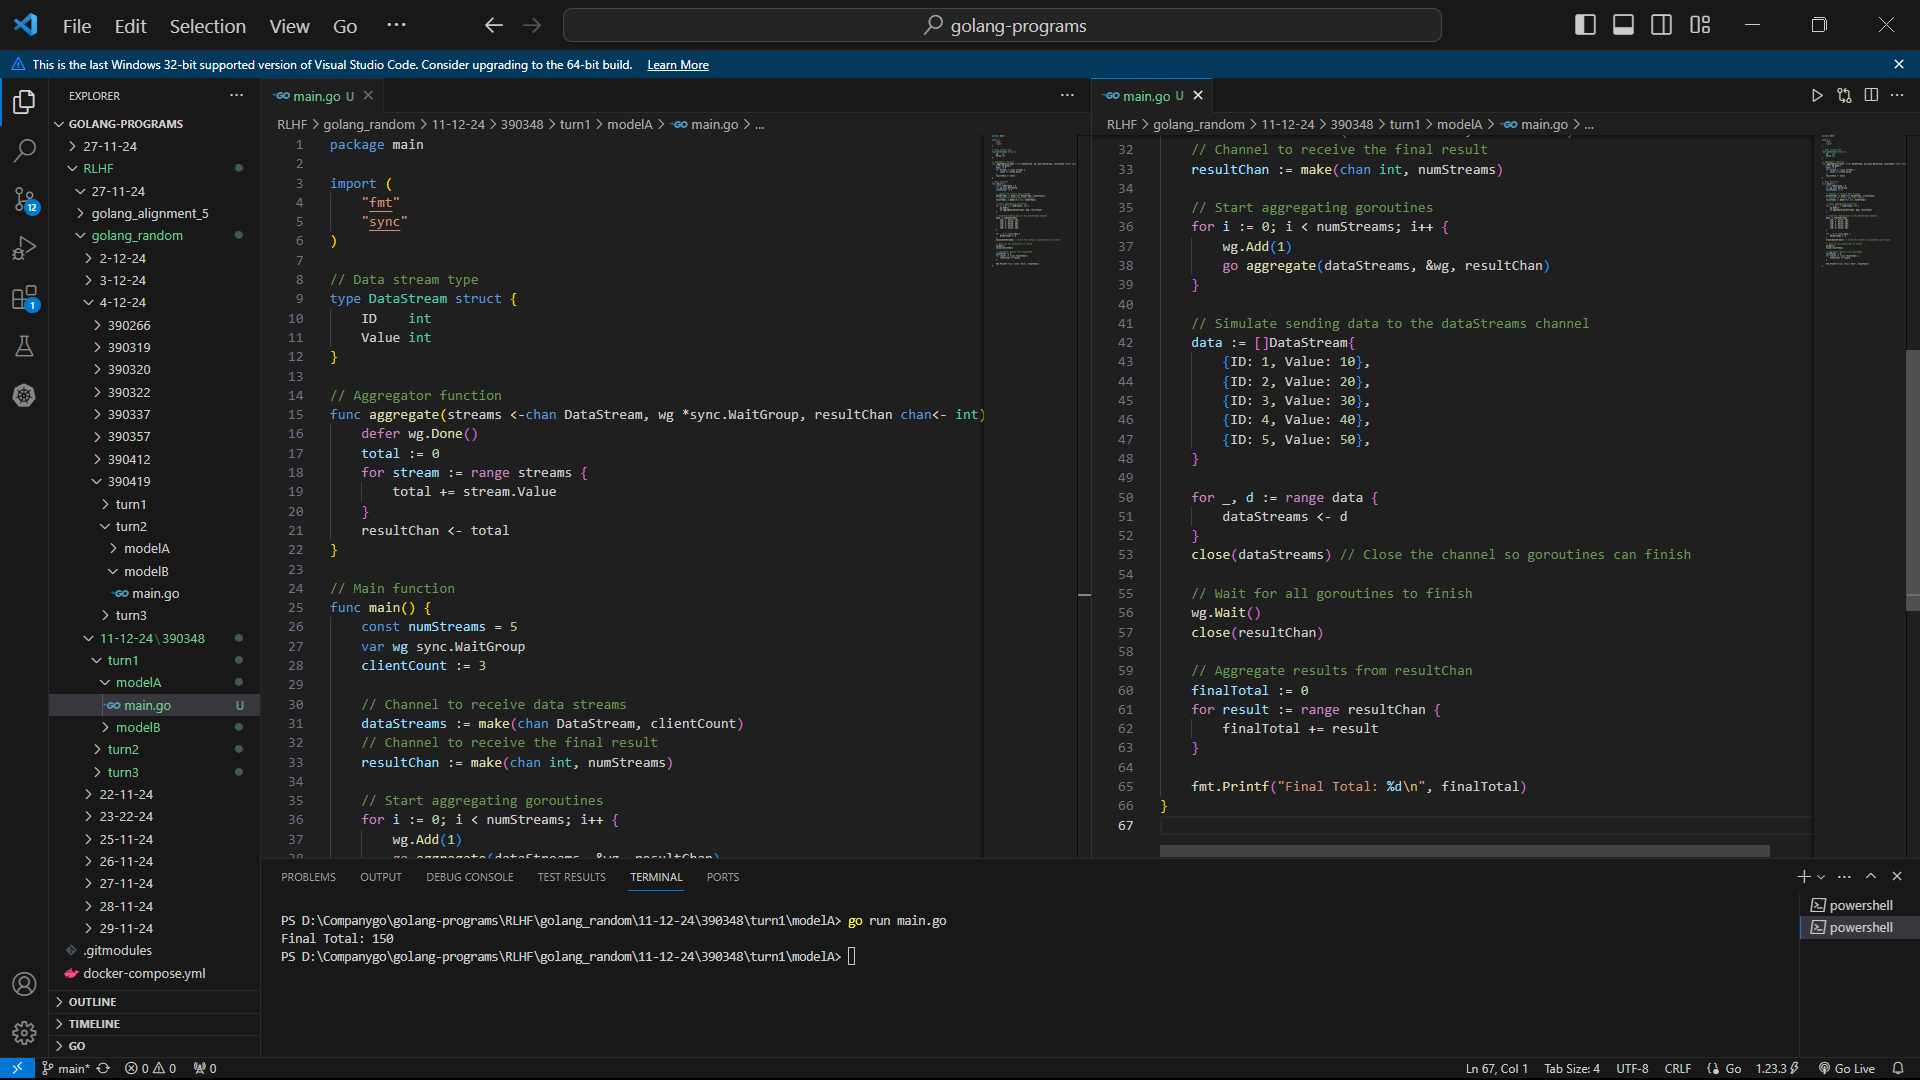 File Edit Selection View Go ··· golang-programs
This is the last Windows 32-bit supported version of Visual Studio Code. Consider upgrading to the 64-bit build. Learn More
EXPLORER
GOLANG-PROGRAMS
27-11-24
RLHF
27-11-24
golang_alignment_5
golang_random
2-12-24
3-12-24
4-12-24
390266
390319
390320
390322
390337
390357
390412
390419
turn1
turn2
modelA
modelB
main.go
turn3
11-12-24\390348
turn1
modelA
main.go U
modelB
turn2
turn3
22-11-24
23-22-24
25-11-24
26-11-24
27-11-24
28-11-24
29-11-24
.gitmodules
docker-compose.yml
OUTLINE
TIMELINE
GO
12
1
main.go U
RLHF > golang_random > 11-12-24 > 390348 > turn1 > modelA > main.go > ...
1 package main
2
3 import (
4 "fmt"
5 "sync"
6 )
7
8 // Data stream type
9 type DataStream struct {
10 ID    int
11 Value int
12 }
13
14 // Aggregator function
15 func aggregate(streams <-chan DataStream, wg *sync.WaitGroup, resultChan chan<- int)
16 defer wg.Done()
17 total := 0
18 for stream := range streams {
19 total += stream.Value
20 }
21 resultChan <- total
22 }
23
24 // Main function
25 func main() {
26 const numStreams = 5
27 var wg sync.WaitGroup
28 clientCount := 3
29
30 // Channel to receive data streams
31 dataStreams := make(chan DataStream, clientCount)
32 // Channel to receive the final result
33 resultChan := make(chan int, numStreams)
34
35 // Start aggregating goroutines
36 for i := 0; i < numStreams; i++ {
37 wg.Add(1)
38 go aggregate(dataStreams, &wg, resultChan)
main.go U
RLHF > golang_random > 11-12-24 > 390348 > turn1 > modelA > main.go > ...
32 // Channel to receive the final result
33 resultChan := make(chan int, numStreams)
34
35 // Start aggregating goroutines
36 for i := 0; i < numStreams; i++ {
37 wg.Add(1)
38 go aggregate(dataStreams, &wg, resultChan)
39 }
40
41 // Simulate sending data to the dataStreams channel
42 data := []DataStream{
43 {ID: 1, Value: 10},
44 {ID: 2, Value: 20},
45 {ID: 3, Value: 30},
46 {ID: 4, Value: 40},
47 {ID: 5, Value: 50},
48 }
49
50 for _, d := range data {
51 dataStreams <- d
52 }
53 close(dataStreams) // Close the channel so goroutines can finish
54
55 // Wait for all goroutines to finish
56 wg.Wait()
57 close(resultChan)
58
59 // Aggregate results from resultChan
60 finalTotal := 0
61 for result := range resultChan {
62 finalTotal += result
63 }
64
65 fmt.Printf("Final Total: %d\n", finalTotal)
66 }
67
PROBLEMS OUTPUT DEBUG CONSOLE TEST RESULTS TERMINAL PORTS
PS D:\Companygo\golang-programs\RLHF\golang_random\11-12-24\390348\turn1\modelA> go run main.go
Final Total: 150
PS D:\Companygo\golang-programs\RLHF\golang_random\11-12-24\390348\turn1\modelA>
powershell
powershell
main* 0 0 0 Ln 67, Col 1 Tab Size: 4 UTF-8 CRLF Go 1.23.3 Go Live